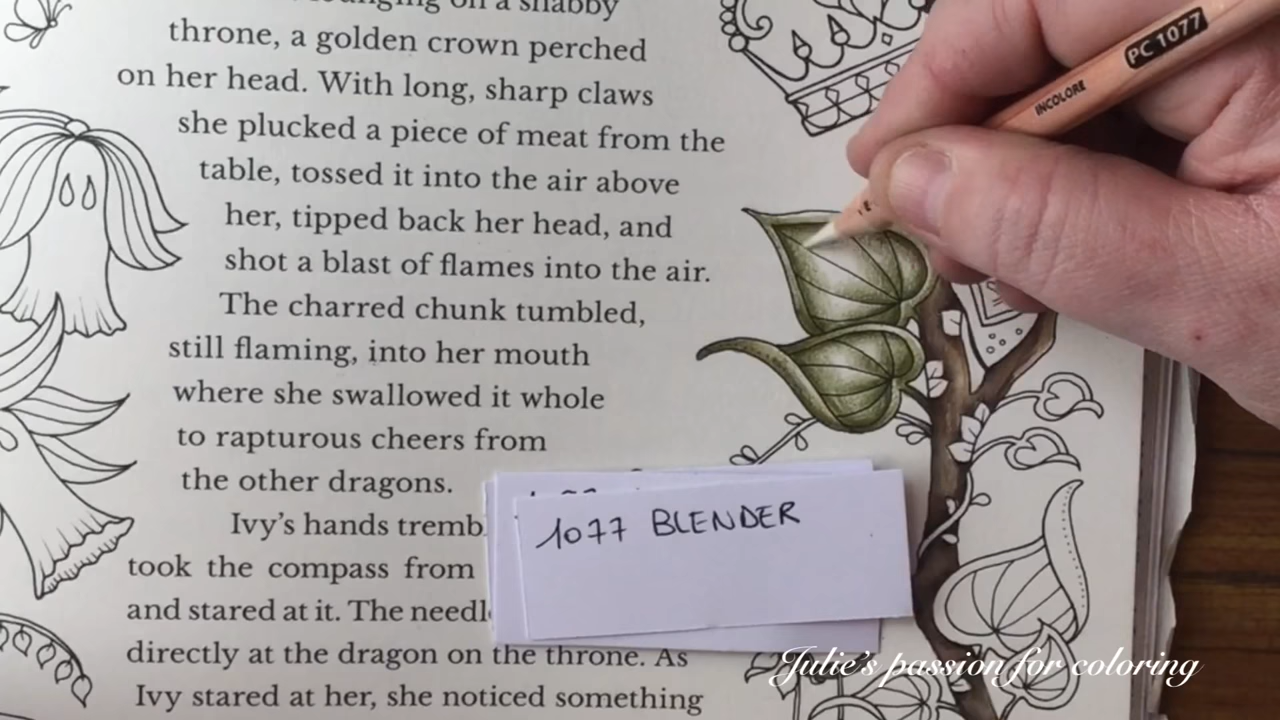 on a shabby
throne, a golden crown perched
on her head. With long, sharp claws
she plucked a piece of meat from the
table, tossed it into the air above
her, tipped back her head, and
shot a blast of flames into the air.
The charred chunk tumbled,
still flaming, into her mouth
where she swallowed it whole
to rapturous cheers from
the other dragons.
Ivy's hands tremb
took the compass from
and stared at it. The needl
directly at the dragon on the throne. As
Ivy stared at her, she noticed something
PC 1077
INCOLORE
1077 BLENDER
Julie's passion for coloring